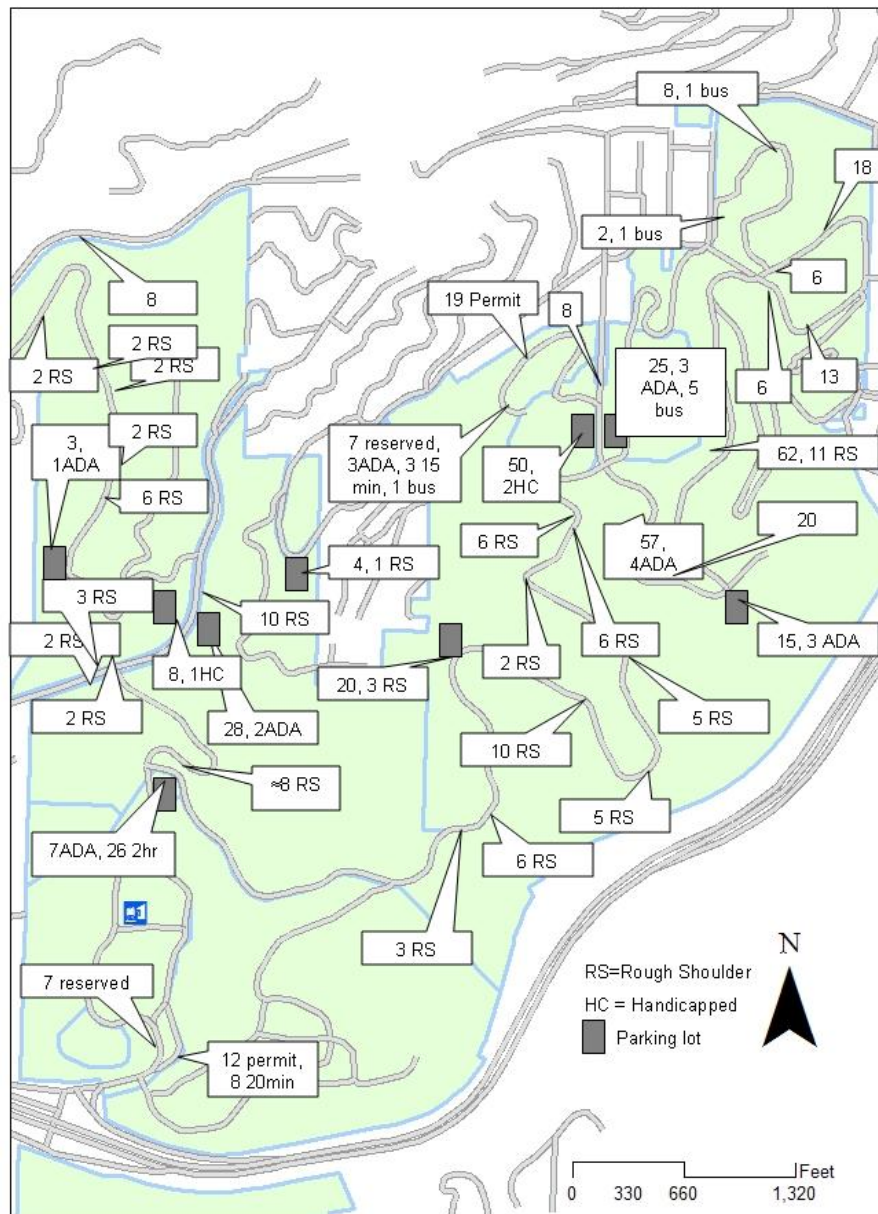 8, 1 bus
18
2, 1 bus
6
19 Permit
8
8
2 RS
2 RS
2 RS
25, 3
ADA, 5
bus
6
13
2 RS
3,
1ADA
7 reserved,
3ADA, 3 15
min, 1 bus
50,
2HC
62, 11 RS
6 RS
6 RS
57,
4ADA
20
4, 1 RS
3 RS
10 RS
2 RS
8, 1HC
6 RS
2 RS
15, 3 ADA
20, 3 RS
2 RS
28, 2ADA
5 RS
10 RS
≈8 RS
5 RS
7ADA, 26 2hr
6 RS
3 RS
7 reserved
12 permit,
8 20min
N
RS=Rough Shoulder
HC = Handicapped
Parking lot
Feet
0 330 660 1,320